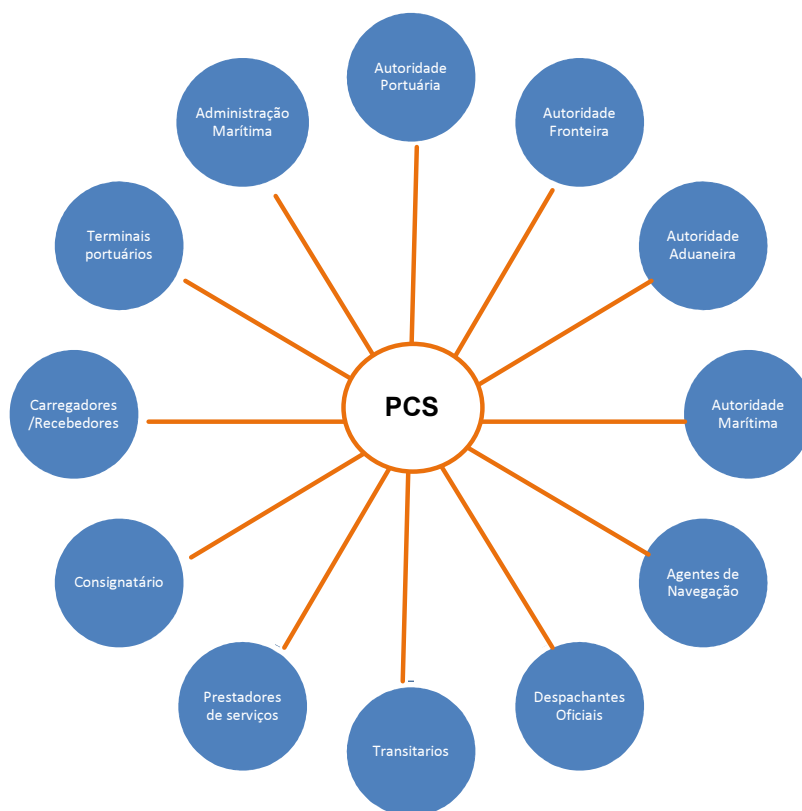 Autoridade
Portuária
Autoridade
Fronteira
Autoridade
Aduaneira
Autoridade
Marítima
Agentes de
Navegação
Despachantes
Oficiais
Transitarios
Prestadores
de serviços
Consignatário
Carregadores
/Recebedores
Terminais
portuários
Administração
Marítima
PCS